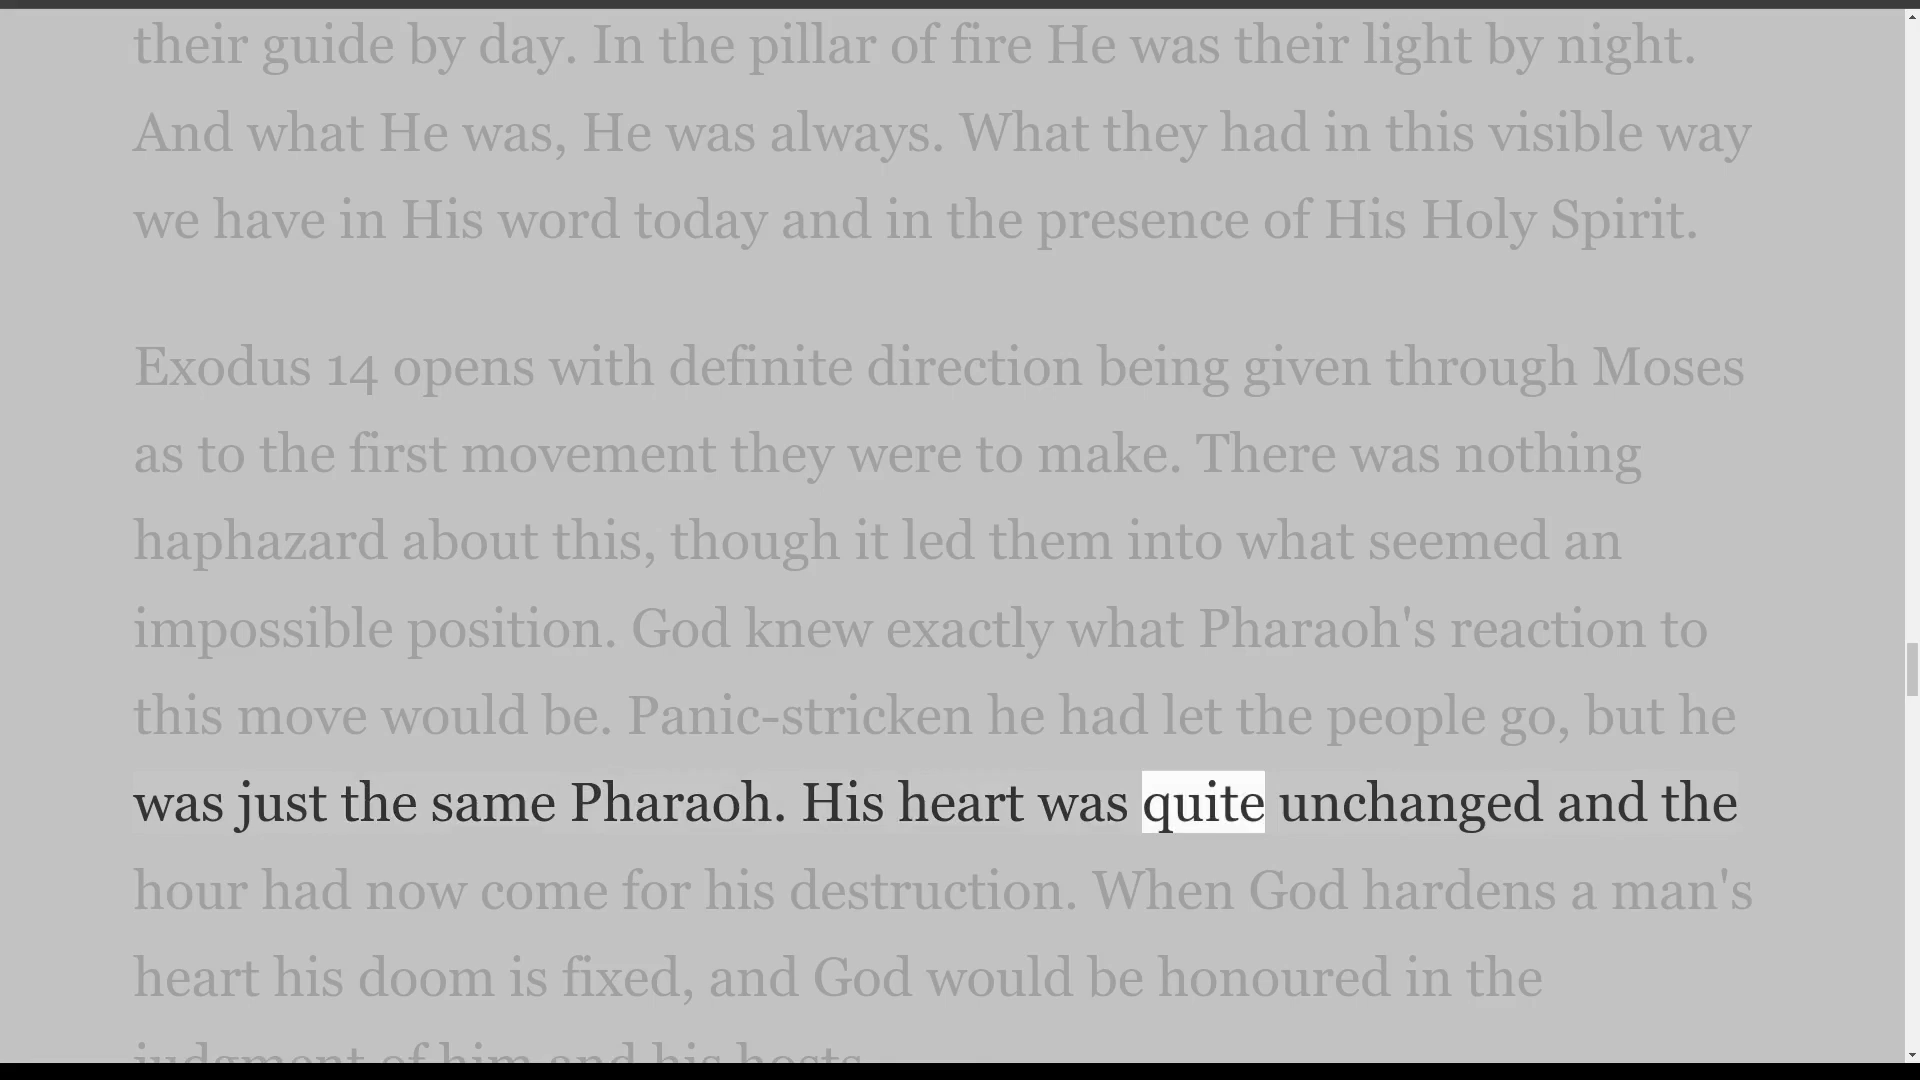 their guide by day. In the pillar of fire He was their light by night.
And what He was, He was always. What they had in this visible way
we have in His word today and in the presence of His Holy Spirit.
Exodus 14 opens with definite direction being given through Moses
as to the first movement they were to make. There was nothing
haphazard about this, though it led them into what seemed an
impossible position. God knew exactly what Pharaoh's reaction to
this move would be. Panic-stricken he had let the people go, but he
was just the same Pharaoh. His heart was quite unchanged and the
hour had now come for his destruction. When God hardens a man's
heart his doom is fixed, and God would be honoured in the
judgment of him and his hosts.